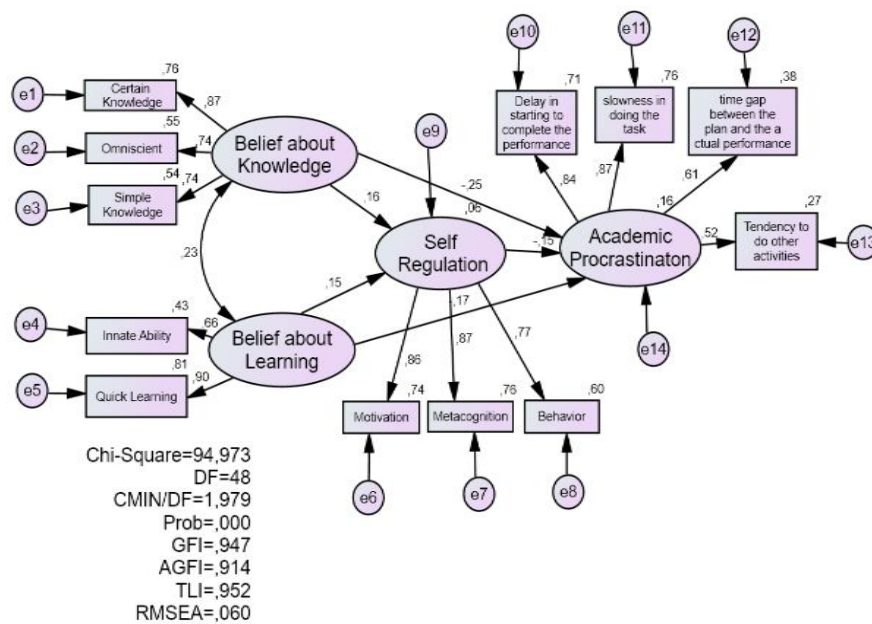 e10
e11
e12
,71
,76
,38
Delay in
starting to
complete the
performance
slowness in
doing the
task
time gap
between the
plan and the a
ctual performance
,84
,87
,61
e1
Certain
Knowledge
,76
,87
e2
Omniscient
,55
,74
e3
Simple
Knowledge
,54
,74
Belief about
Knowledge
e9
,16
-,25
,06
Self
Regulation
-,15
,16
Academic
Procrastinaton
,52
,27
Tendency to
do other
activities
e13
e14
,23
,15
-,17
e4
Innate Ability
,43
,66
e5
Quick Learning
,81
,90
Belief about
Learning
,86
,87
,77
,74
,76
,60
Motivation
Metacognition
Behavior
e6
e7
e8
Chi-Square=94,973
DF=48
CMIN/DF=1,979
Prob=,000
GFI=,947
AGFI=,914
TLI=,952
RMSEA=,060